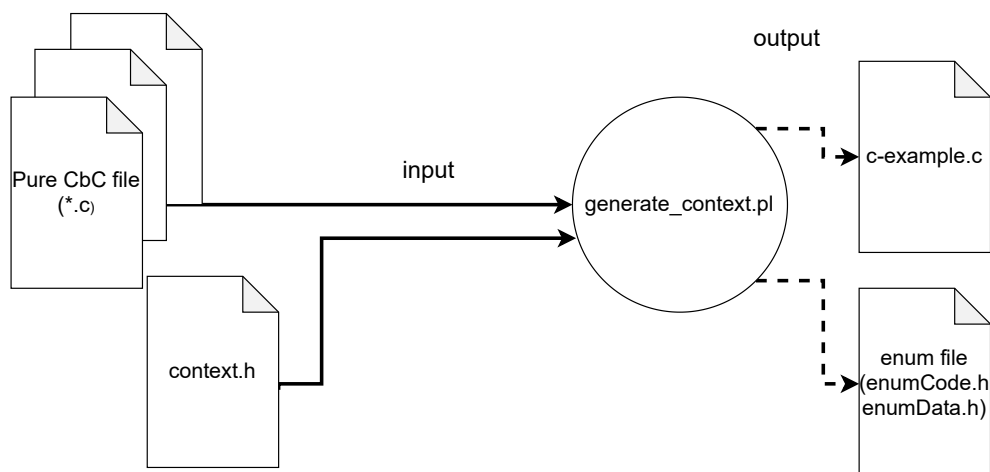 output
input
Pure CbC file
(*.c)
generate_context.pl
c-example.c
context.h
enum file
(enumCode.h
enumData.h)